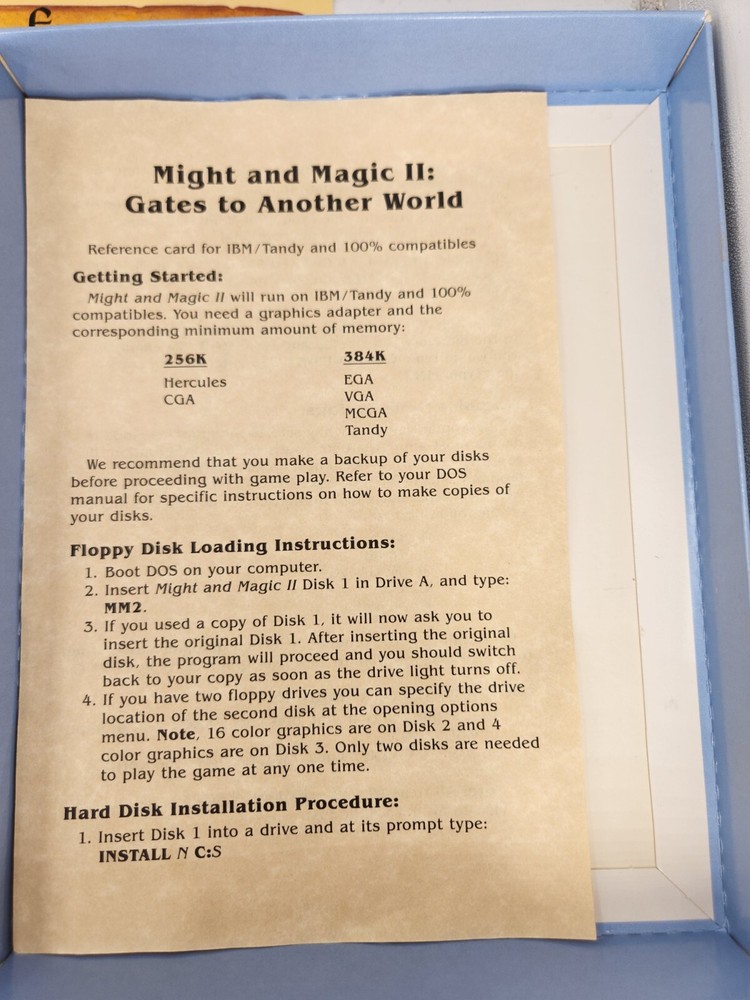 Might and Magic II:
Gates to Another World
Reference card for IBM/Tandy and 100% compatibles
Getting Started:
Might and Magic II will run on IBM/Tandy and 100%
compatibles. You need a graphics adapter and the
corresponding minimum amount of memory:
256K 384K
Hercules EGA
CGA VGA
MCGA
Tandy
We recommend that you make a backup of your disks
before proceeding with game play. Refer to your DOS
manual for specific instructions on how to make copies of
your disks.
Floppy Disk Loading Instructions:
1. Boot DOS on your computer.
2. Insert Might and Magic II Disk 1 in Drive A, and type:
MM2.
3. If you used a copy of Disk 1, it will now ask you to
insert the original Disk 1. After inserting the original
disk, the program will proceed and you should switch
back to your copy as soon as the drive light turns off.
4. If you have two floppy drives you can specify the drive
location of the second disk at the opening options
menu. Note, 16 color graphics are on Disk 2 and 4
color graphics are on Disk 3. Only two disks are needed
to play the game at any one time.
Hard Disk Installation Procedure:
1. Insert Disk 1 into a drive and at its prompt type:
INSTALL N C:S